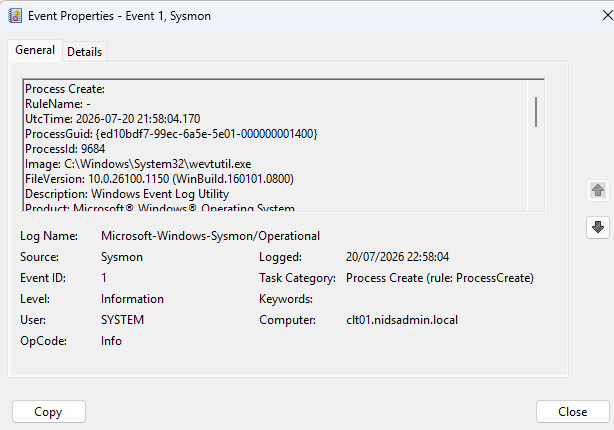 Event Properties - Event 1, Sysmon
General Details
Process Create:
RuleName: -
UtcTime: 2026-07-20 21:58:04.170
ProcessGuid: {ed10bdf7-99ec-6a5e-5e01-000000001400}
ProcessId: 9684
Image: C:\Windows\System32\wevtutil.exe
FileVersion: 10.0.26100.1150 (WinBuild.160101.0800)
Description: Windows Event Log Utility
Product: Microsoft® Windows® Operating System
Log Name: Microsoft-Windows-Sysmon/Operational
Source: Sysmon Logged: 20/07/2026 22:58:04
Event ID: 1 Task Category: Process Create (rule: ProcessCreate)
Level: Information Keywords:
User: SYSTEM Computer: clt01.nidsadmin.local
OpCode: Info
Copy Close